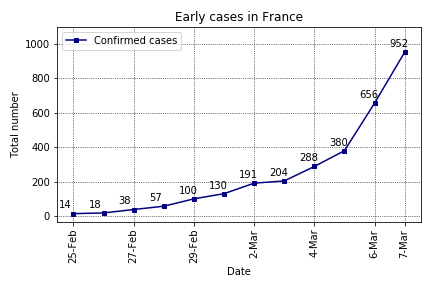 Early cases in France
Confirmed cases
Total number
1000
800
600
400
200
0
14
18
38
57
100
130
191
204
288
380
656
952
25-Feb
27-Feb
29-Feb
2-Mar
4-Mar
6-Mar
7-Mar
Date